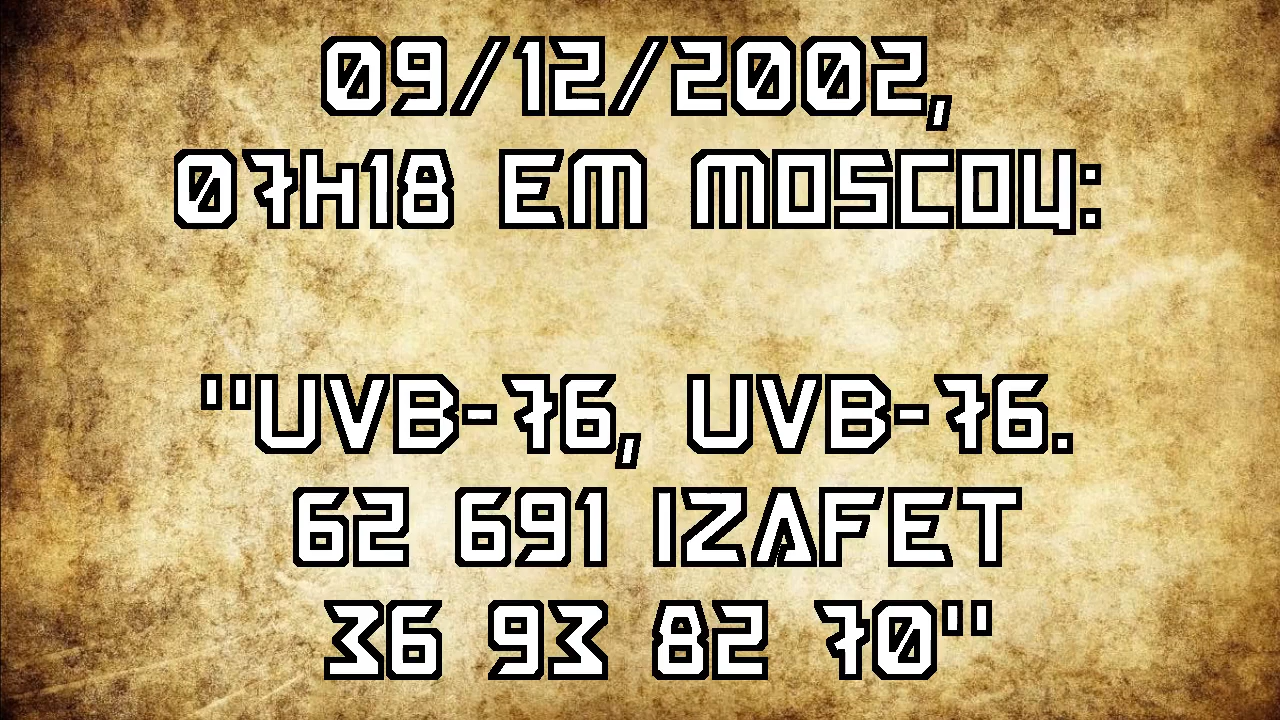 09/12/2002,
07H18 EM MOSCOU:
"UVB-76, UVB-76.
62 691 IZAFET
36 93 82 70"